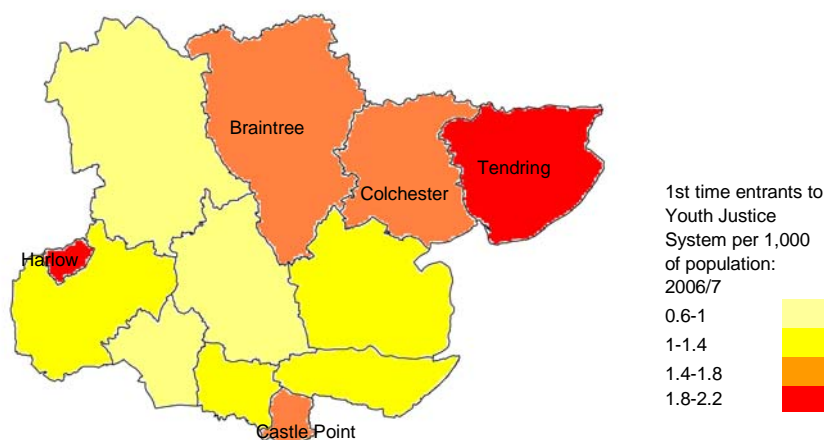 Braintree
Tendring
Colchester
Harlow
Castle Point
1st time entrants to
Youth Justice
System per 1,000
of population:
2006/7
0.6-1
1-1.4
1.4-1.8
1.8-2.2